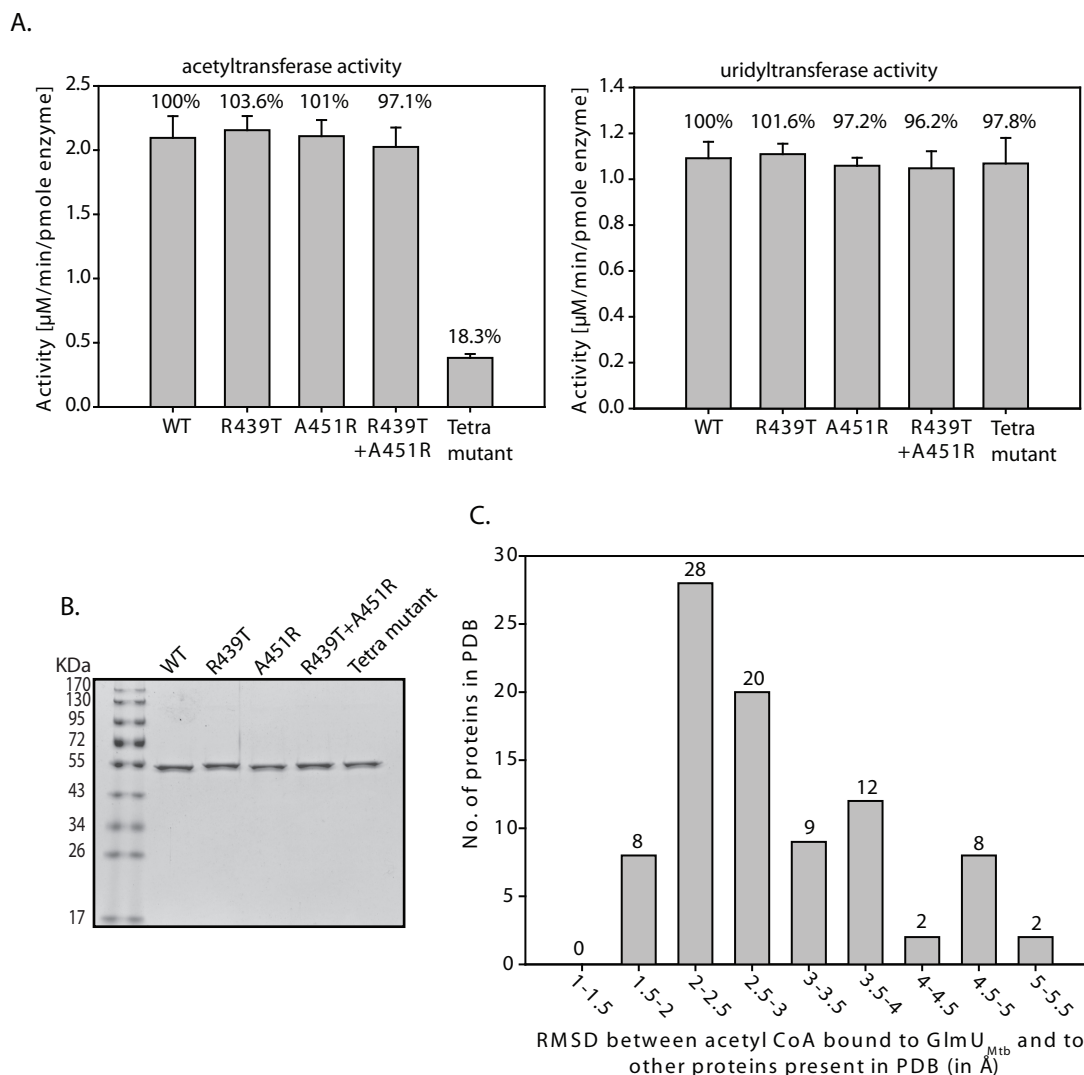 A.
acetyltransferase activity
Activity [µM/min/pmole enzyme]
2.5
2.0
1.5
1.0
0.5
0.0
100%
103.6%
101%
97.1%
18.3%
WT
R439T
A451R
R439T
+A451R
Tetra
mutant
uridyltransferase activity
Activity [µM/min/pmole enzyme]
1.4
1.2
1.0
0.8
0.6
0.4
0.2
0.0
100%
101.6%
97.2%
96.2%
97.8%
WT
R439T
A451R
R439T
+A451R
Tetra
mutant
B.
KDa
WT
R439T
A451R
R439T+A451R
Tetra mutant
170
130
95
72
55
43
34
26
17
C.
No. of proteins in PDB
30
20
10
5
0
0
8
28
20
9
12
2
8
2
1-1.5
1.5-2
2-2.5
2.5-3
3-3.5
3.5-4
4-4.5
4.5-5
5-5.5
RMSD between acetyl CoA bound to GlmU Mtb and to
other proteins present in PDB (in Å)